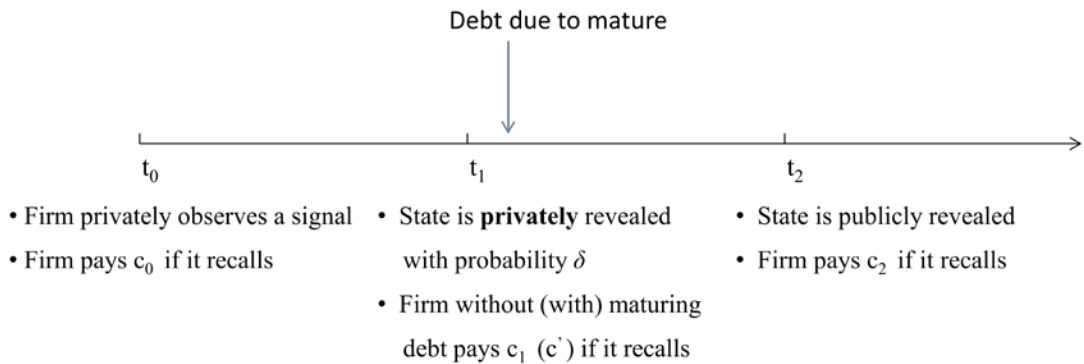 Debt due to mature
t₀ t₁ t₂
• Firm privately observes a signal
• Firm pays c₀ if it recalls
• State is privately revealed
with probability δ
• Firm without (with) maturing
debt pays c₁ (c') if it recalls
• State is publicly revealed
• Firm pays c₂ if it recalls